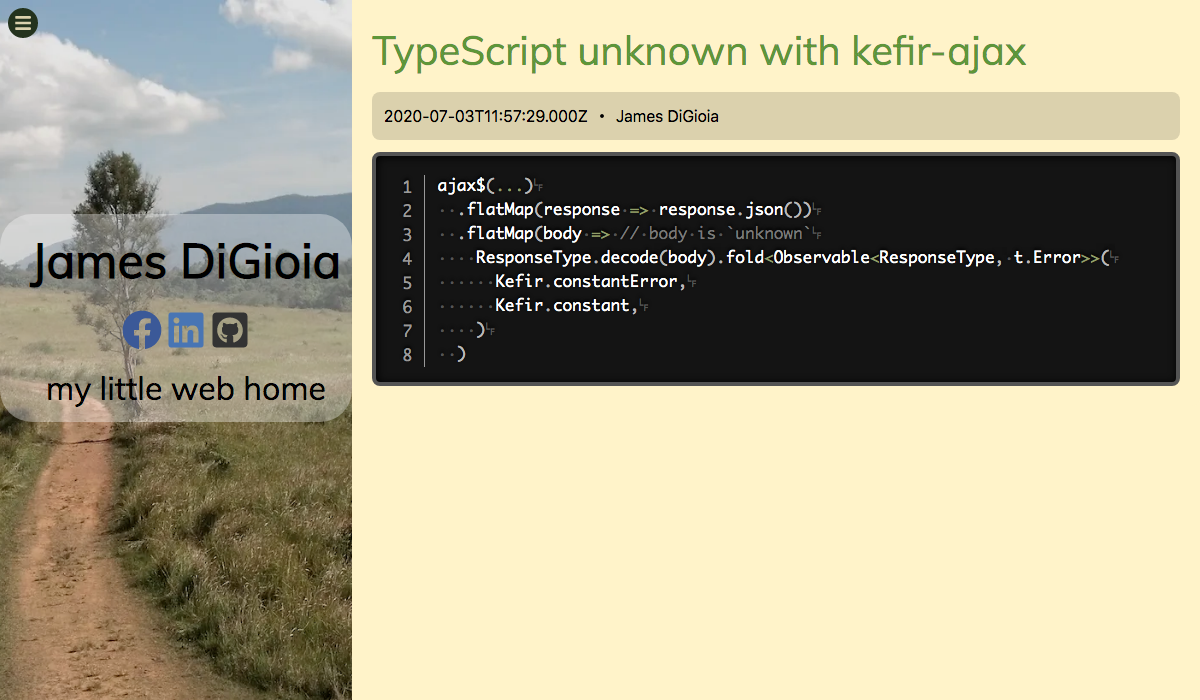 James DiGioia
my little web home
TypeScript unknown with kefir-ajax
2020-07-03T11:57:29.000Z • James DiGioia
1 ajax$(...)
2   .flatMap(response => response.json())
3   .flatMap(body => // body is `unknown`
4     ResponseType.decode(body).fold<Observable<ResponseType, t.Error>>(
5       Kefir.constantError,
6       Kefir.constant,
7     )
8   )